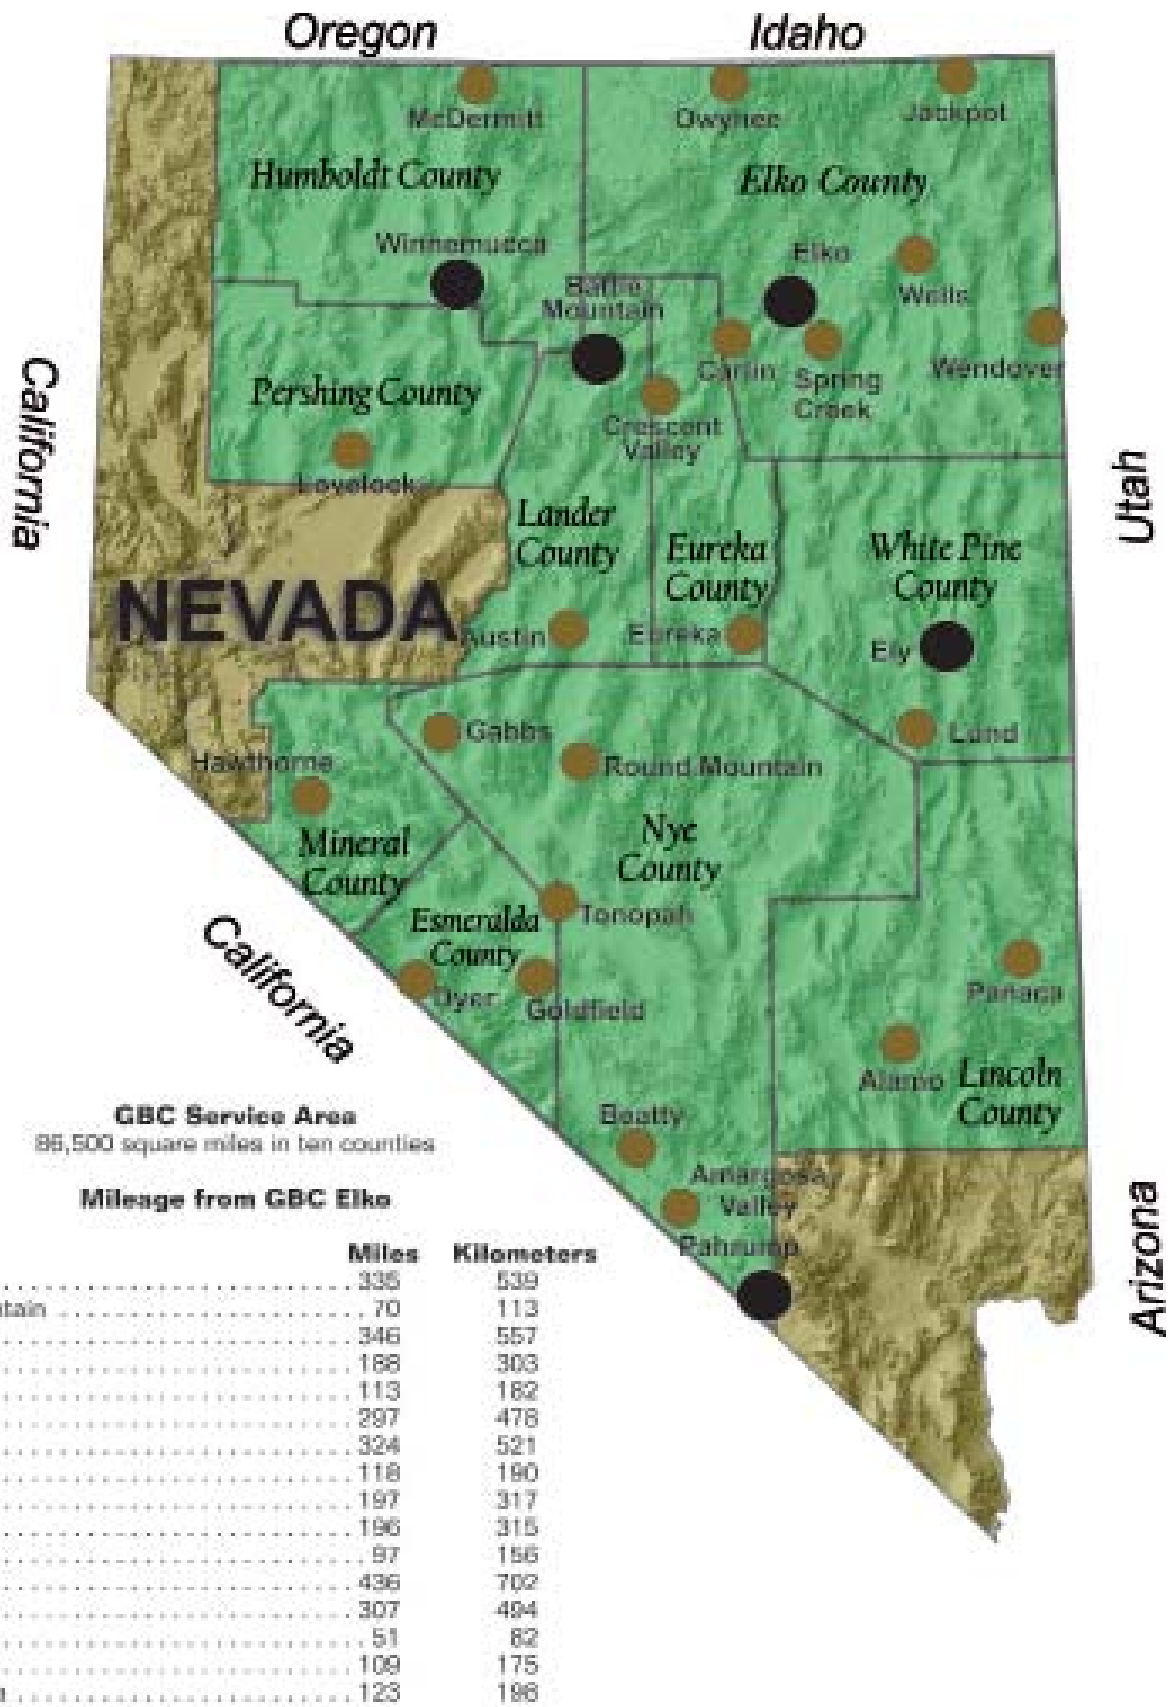 Oregon
Idaho
McDermitt
Owyhee
Jackpot
Humboldt County
Elko County
Winnemucca
Elko
Wells
Battle
Mountain
Wendover
California
Pershing County
Carlin
Spring
Creek
Crescent
Valley
Lovelock
Utah
Lander
County
Eureka
County
White Pine
County
NEVADA
Austin
Eureka
Ely
Gabbs
Lund
Hawthorne
Round Mountain
Mineral
County
Nye
County
Esmeralda
County
Tonopah
California
Dyer
Goldfield
Panaca
Alamo
Lincoln
County
GBC Service Area
86,500 square miles in ten counties
Beatty
Amargosa
Valley
Mileage from GBC Elko
Pahrump
Arizona
Miles Kilometers
335 539
70 113
346 557
188 303
113 182
297 478
324 521
118 190
197 317
196 315
97 156
436 702
307 494
51 82
109 175
123 198